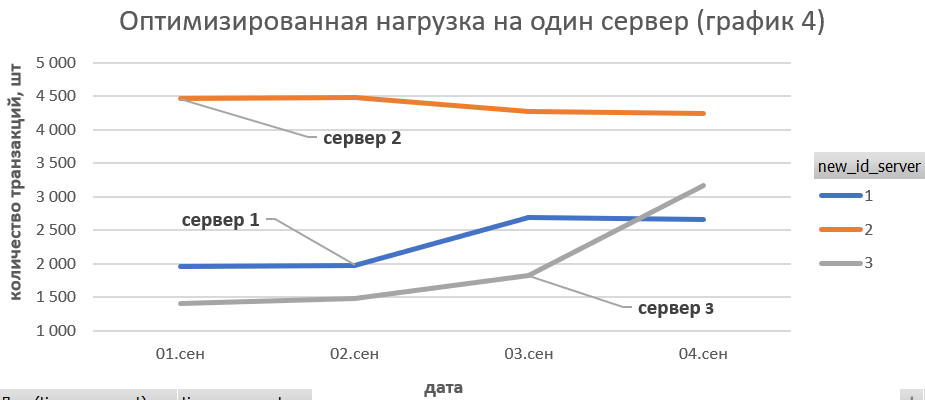 Оптимизированная нагрузка на один сервер (график 4)
количество транзакций, шт
5 000
4 500
4 000
3 500
3 000
2 500
2 000
1 500
1 000
сервер 2
сервер 1
сервер 3
01.сен 02.сен 03.сен 04.сен
дата
new_id_server
1
2
3